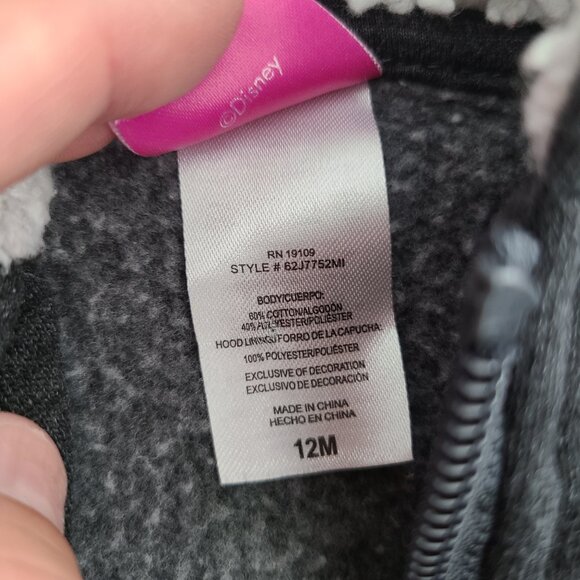 ©Disney
RN 19109
STYLE # 62J7752MI
BODY/CUERPO:
60% COTTON/ALGODÓN
40% POLYESTER/POLIÉSTER
HOOD LINING/FORRO DE LA CAPUCHA:
100% POLYESTER/POLIÉSTER
EXCLUSIVE OF DECORATION
EXCLUSIVO DE DECORACIÓN
MADE IN CHINA
HECHO EN CHINA
12M